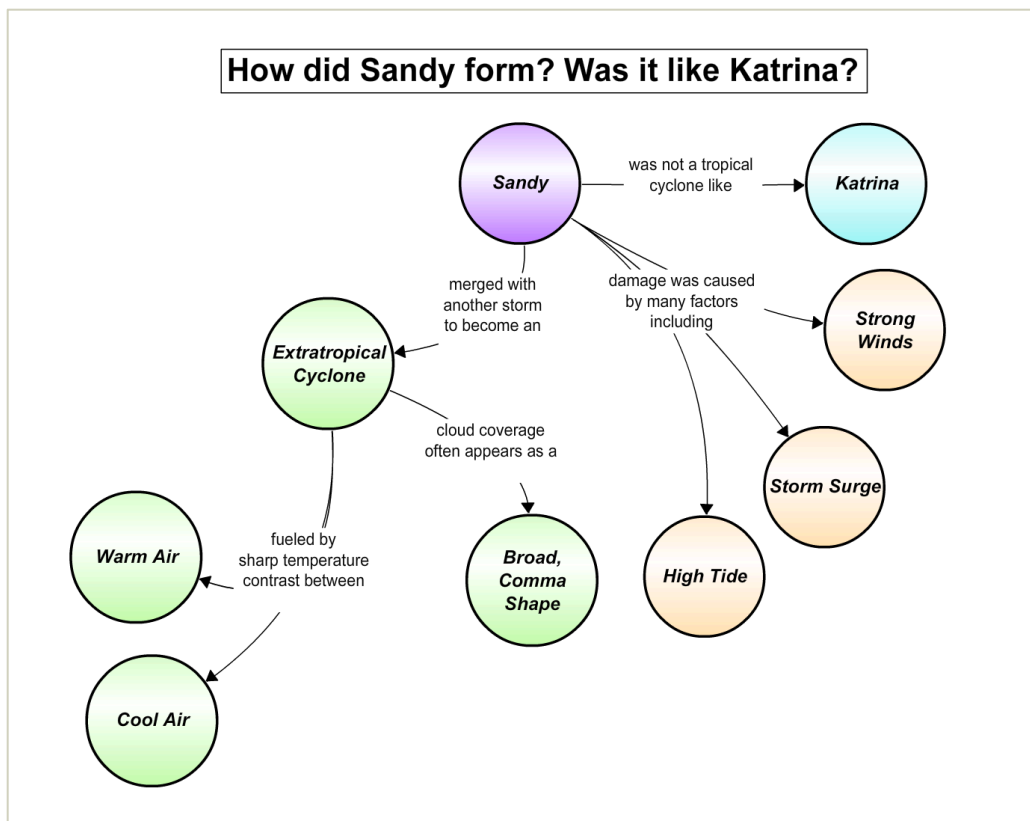 How did Sandy form? Was it like Katrina?
Sandy
was not a tropical
cyclone like
Katrina
merged with
another storm
to become an
damage was caused
by many factors
including
Strong
Winds
Extratropical
Cyclone
cloud coverage
often appears as a
Storm Surge
Warm Air
fueled by
sharp temperature
contrast between
Broad,
Comma
Shape
High Tide
Cool Air